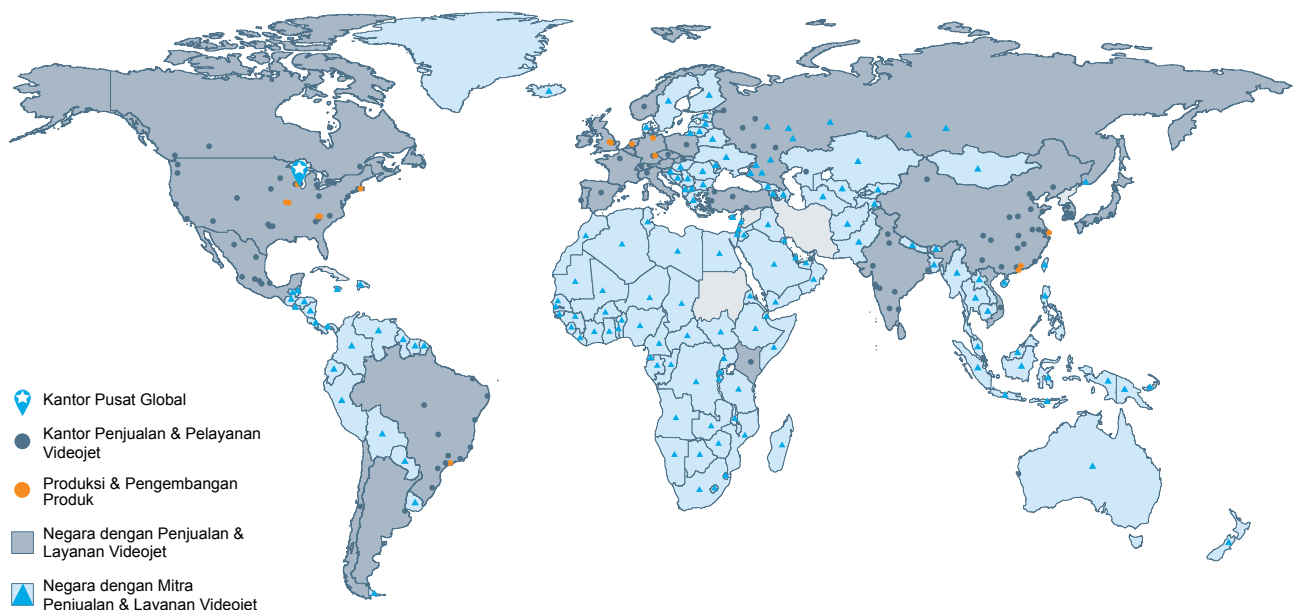 Kantor Pusat Global
Kantor Penjualan & Pelayanan
Videojet
Produksi & Pengembangan
Produk
Negara dengan Penjualan &
Layanan Videojet
Negara dengan Mitra
Penjualan & Layanan Videojet